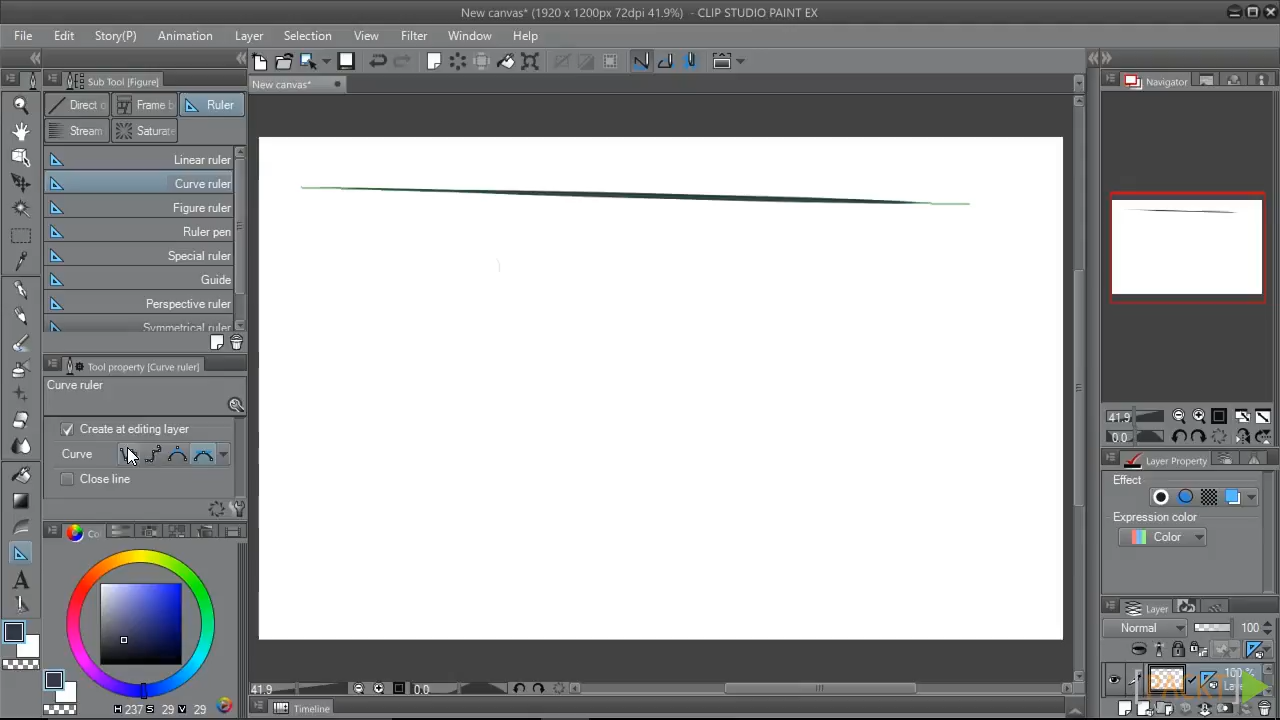 New canvas* (1920 x 1200px 72dpi 41.9%) - CLIP STUDIO PAINT EX
File Edit Story(P) Animation Layer Selection View Filter Window Help
Sub Tool [Figure]
New canvas*
Navigator
Direct Frame b Ruler
Stream Saturate
Linear ruler
Curve ruler
Figure ruler
Ruler pen
Special ruler
Guide
Perspective ruler
Symmetrical ruler
Tool property [Curve ruler]
Curve ruler
Create at editing layer
Curve
Close line
41.9
0.0
Layer Property
Effect
Expression color
Color
Layer
Normal 100
100 %
Laye
H 237 S 29 V 29
41.9 0.0
Timeline